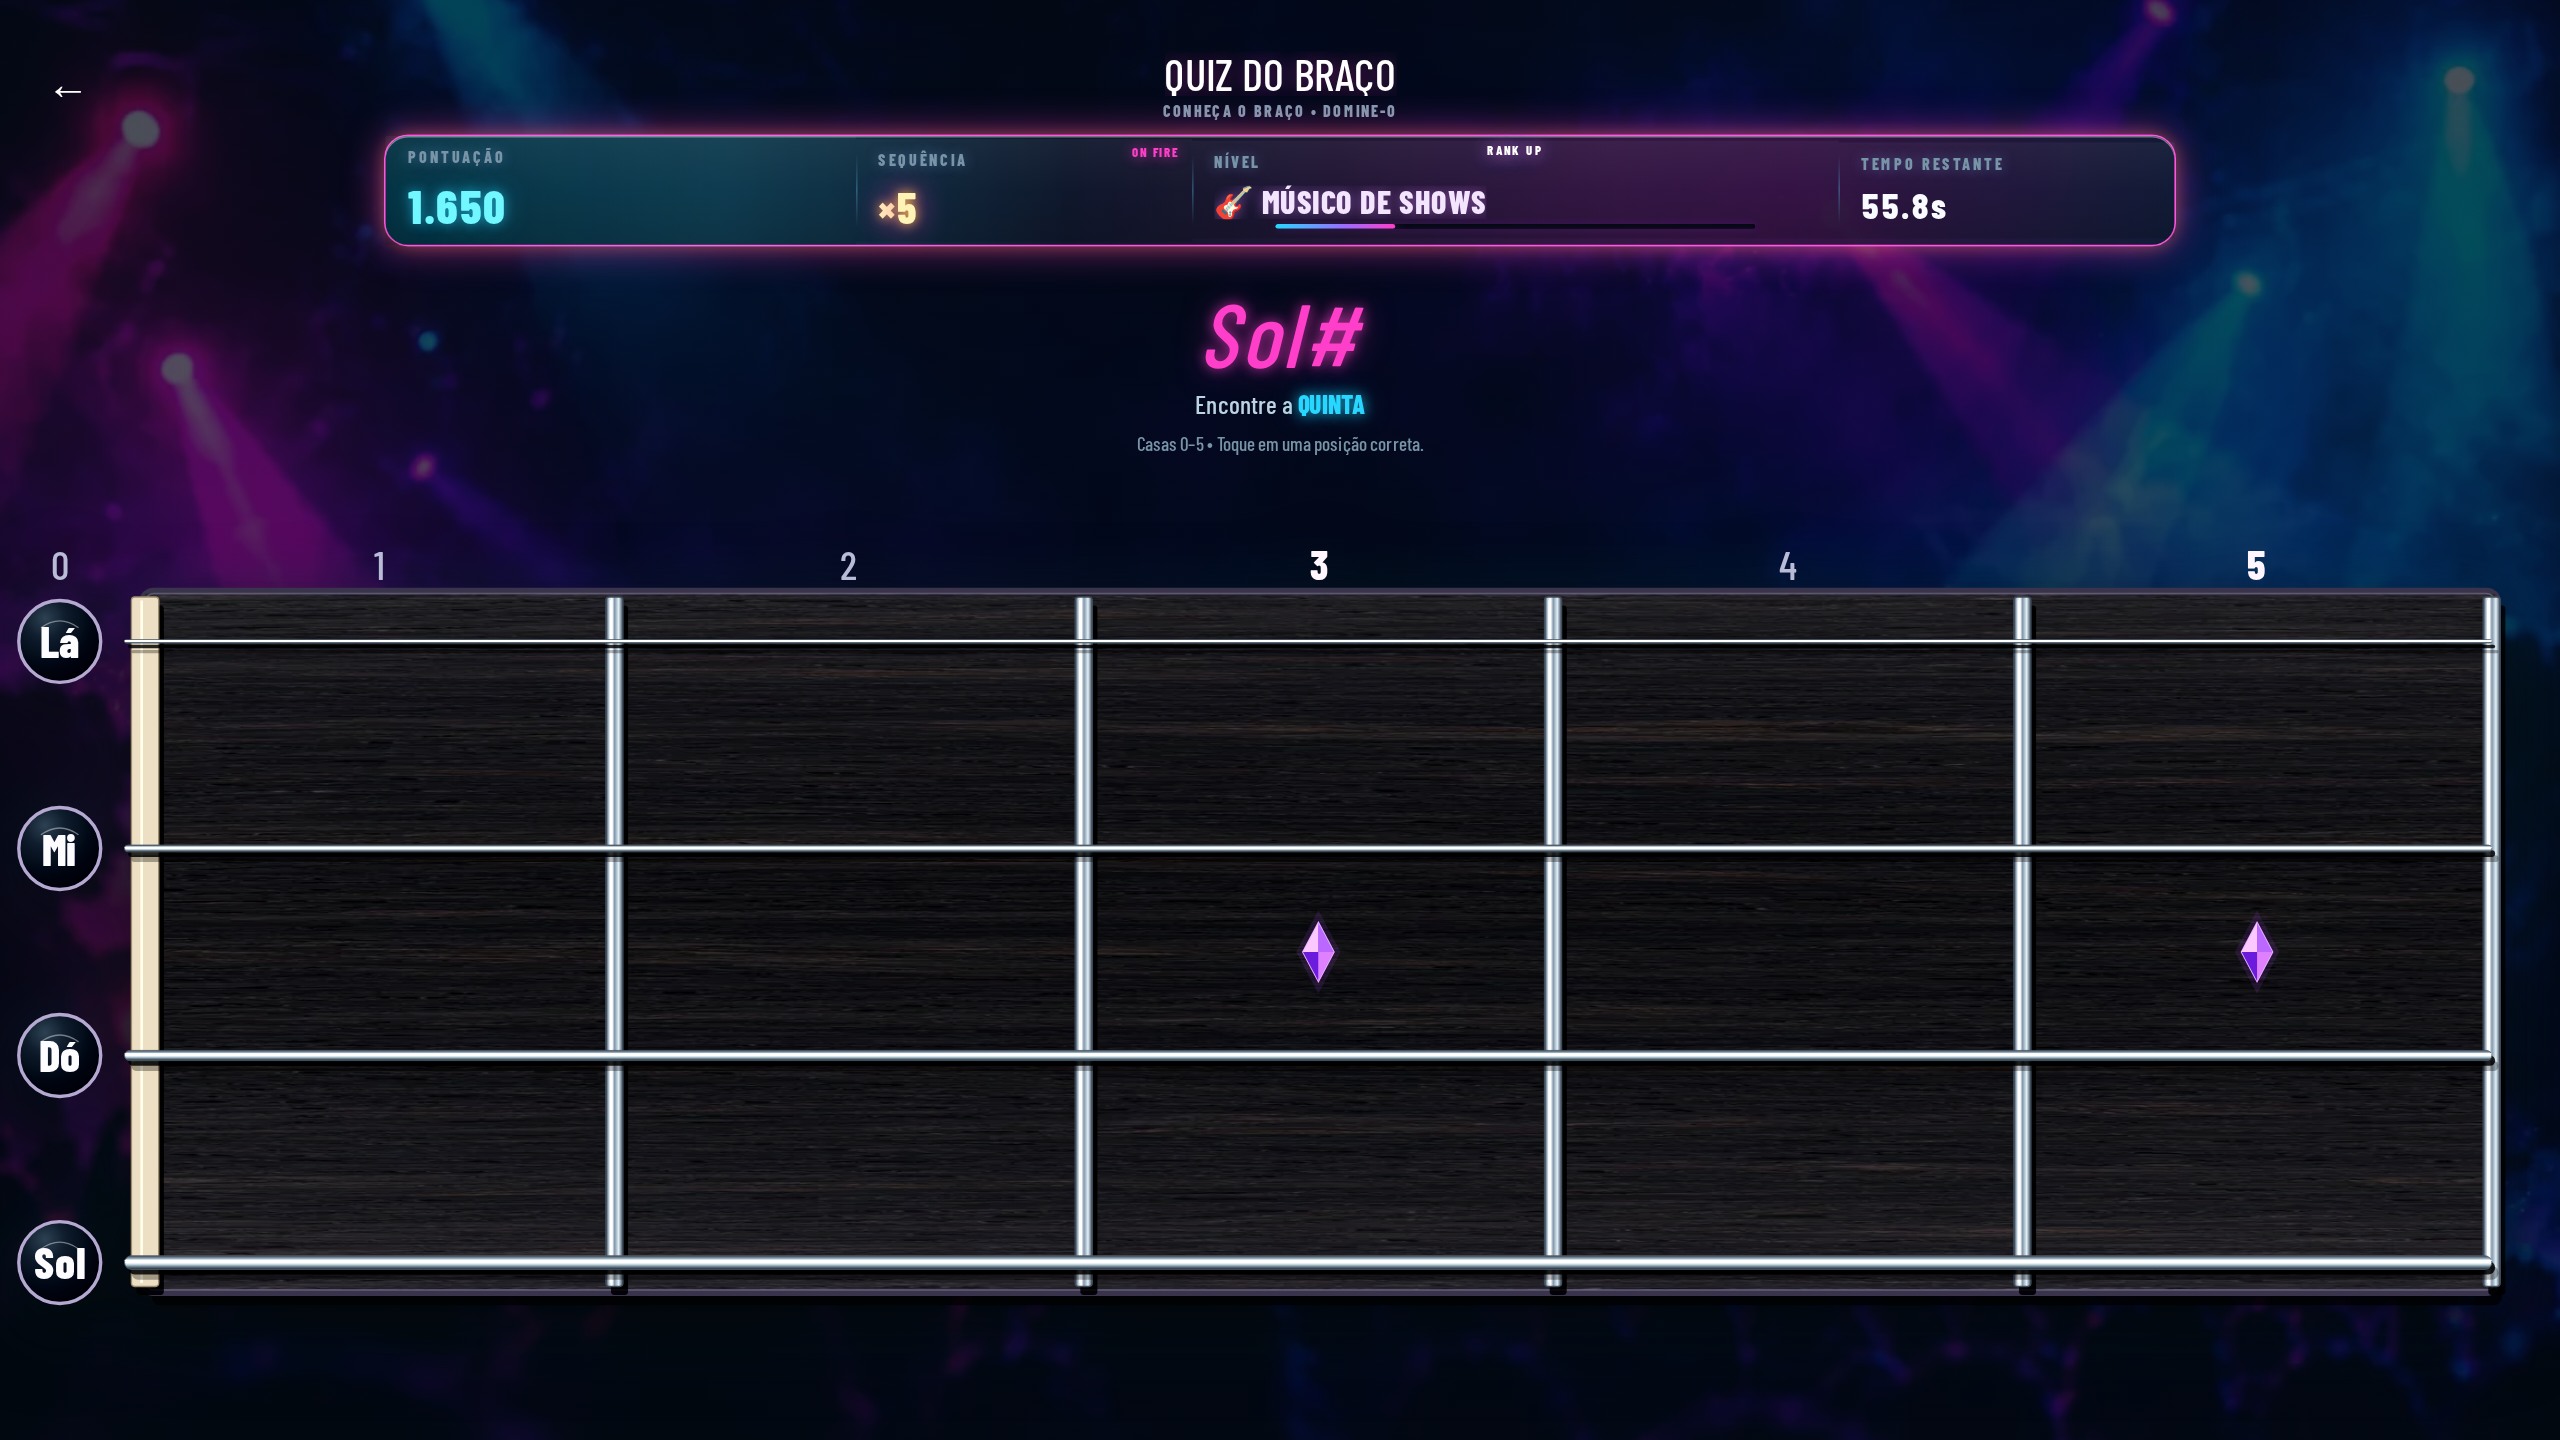 ←
QUIZ DO BRAÇO
CONHEÇA O BRAÇO • DOMINE-O
PONTUAÇÃO
1.650
SEQUÊNCIA
×5
ON FIRE
NÍVEL
RANK UP
MÚSICO DE SHOWS
TEMPO RESTANTE
55.8s
Sol#
Encontre a QUINTA
Casas 0–5 • Toque em uma posição correta.
0 1 2 3 4 5
Lá
Mi
Dó
Sol